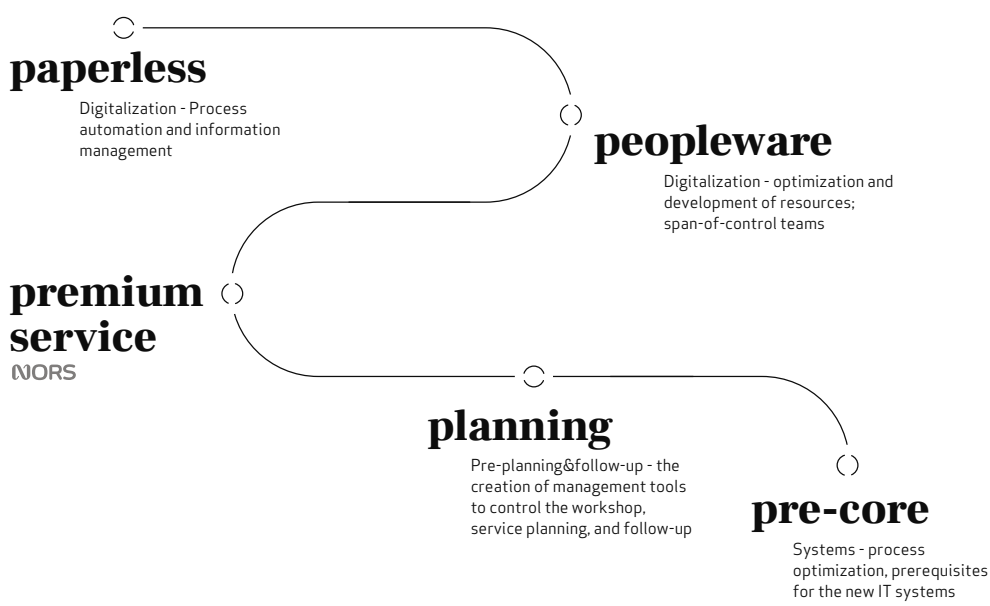 paperless
Digitalization - Process
automation and information
management
peopleware
Digitalization - optimization and
development of resources;
span-of-control teams
premium
service
NORS
planning
Pre-planning&follow-up - the
creation of management tools
to control the workshop,
service planning, and follow-up
pre-core
Systems - process
optimization, prerequisites
for the new IT systems